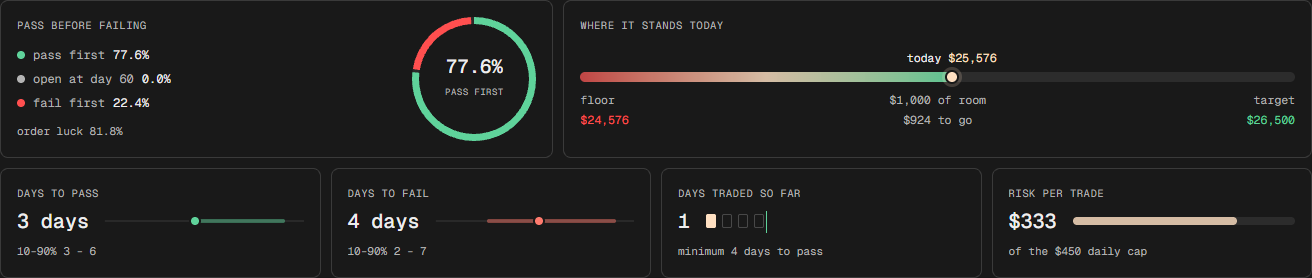 PASS BEFORE FAILING
pass first 77.6%
open at day 60 0.0%
fail first 22.4%
order luck 81.8%
77.6%
PASS FIRST
WHERE IT STANDS TODAY
today $25,576
floor $1,000 of room target
$24,576 $924 to go $26,500
DAYS TO PASS
3 days
10–90% 3 – 6
DAYS TO FAIL
4 days
10–90% 2 – 7
DAYS TRADED SO FAR
1
minimum 4 days to pass
RISK PER TRADE
$333
of the $450 daily cap